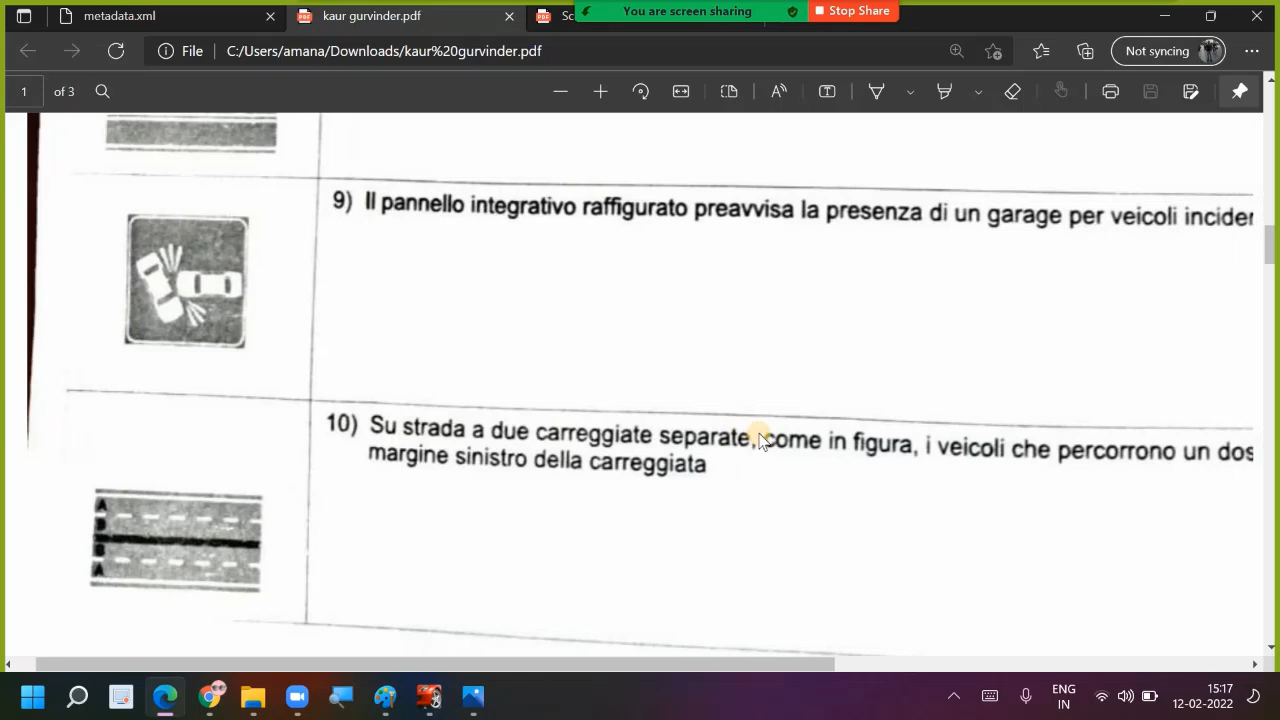 metadata.xml
kaur gurvinder.pdf
You are screen sharing
Stop Share
File
C:/Users/amana/Downloads/kaur%20gurvinder.pdf
Not syncing
1
of 3
9) Il pannello integrativo raffigurato preavvisa la presenza di un garage per veicoli inciden
10) Su strada a due carreggiate separate, come in figura, i veicoli che percorrono un dos
margine sinistro della carreggiata
A
B
B
A
ENG
IN
15:17
12-02-2022